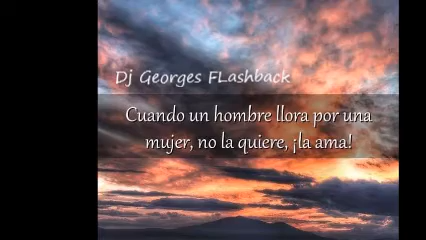 Dj Georges FLashback
Cuando un hombre llora por una
mujer, no la quiere, ¡la ama!